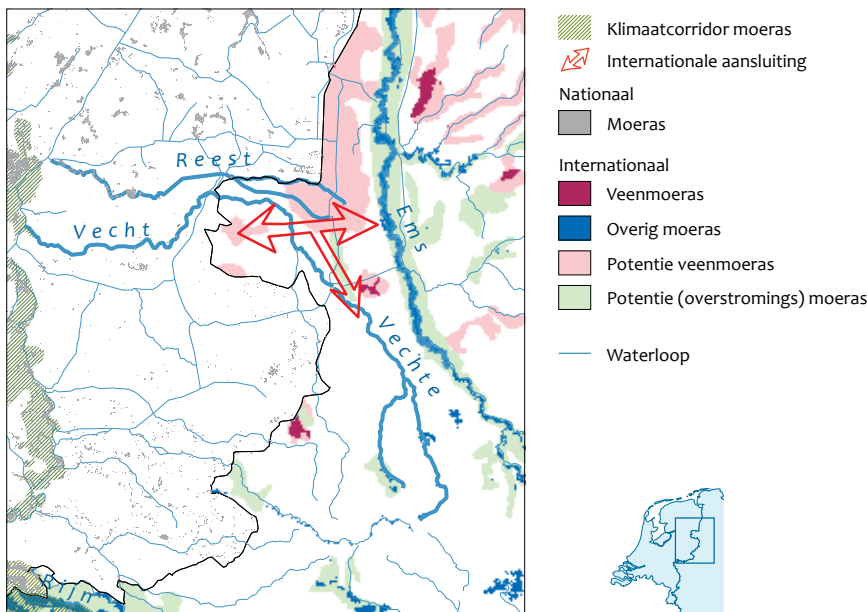 Reest
Vecht
Ems
Vechte
Rijn
Klimaatcorridor moeras
Internationale aansluiting
Nationaal
Moeras
Internationaal
Veenmoeras
Overig moeras
Potentie veenmoeras
Potentie (overstromings) moeras
Waterloop